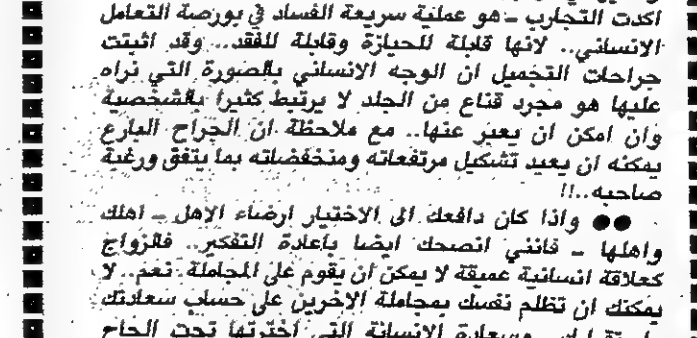 اكدت التجارب - هو عملية سريعة الفساد في بورصة التعامل
الانساني.. لانها قابلة للحيازة وقابلة للفقد... وقد اثبتت
جراحات التجميل ان الوجه الانساني بالصورة التي نراه
عليها هو مجرد قناع من الجلد لا يرتبط كثيرا بالشخصية
وان امكن ان يعبر عنها.. مع ملاحظة ان الجراح البارع
يمكنه ان يعيد تشكيل مرتفعاته ومنخفضاته بما يتفق ورغبة
صاحبه..!!
●● واذا كان دافعك الى الاختيار ارضاء الاهل - اهلك
واهلها - فانني انصحك ايضا باعادة التفكير.. فالزواج
كعلاقة انسانية عميقة لا يمكن أن يقوم على المجاملة. نعم.. لا
يمكنك ان تظلم نفسك بمجاملة الاخرين على حساب سعادتك
وسعادة الانسانة التي اخترتها تحت الحاح